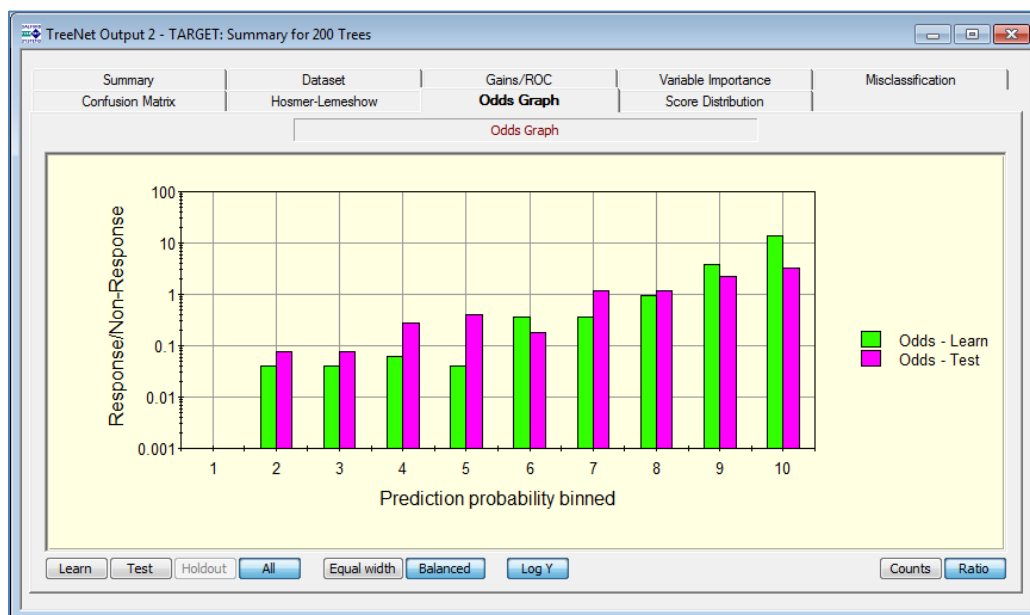 TreeNet Output 2 - TARGET: Summary for 200 Trees
Summary Dataset Gains/ROC Variable Importance Misclassification
Confusion Matrix Hosmer-Lemeshow Odds Graph Score Distribution
Odds Graph
Response/Non-Response
100
10
1
0.1
0.01
0.001
1 2 3 4 5 6 7 8 9 10
Prediction probability binned
Odds - Learn
Odds - Test
Learn Test Holdout All Equal width Balanced Log Y Counts Ratio